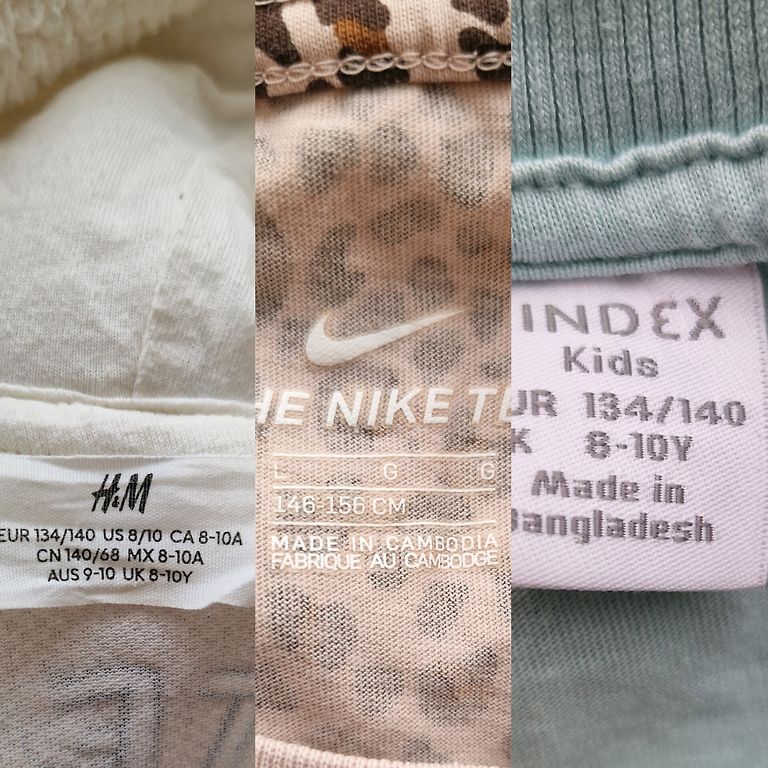 H&M
EUR 134/140 US 8/10 CA 8-10A
CN 140/68 MX 8-10A
AUS 9-10 UK 8-10Y
HE NIKE TE
L G G
146-156 CM
MADE IN CAMBODIA
FABRIQUE AU CAMBODGE
INDEX
Kids
UR 134/140
K 8-10Y
Made in
Bangladesh